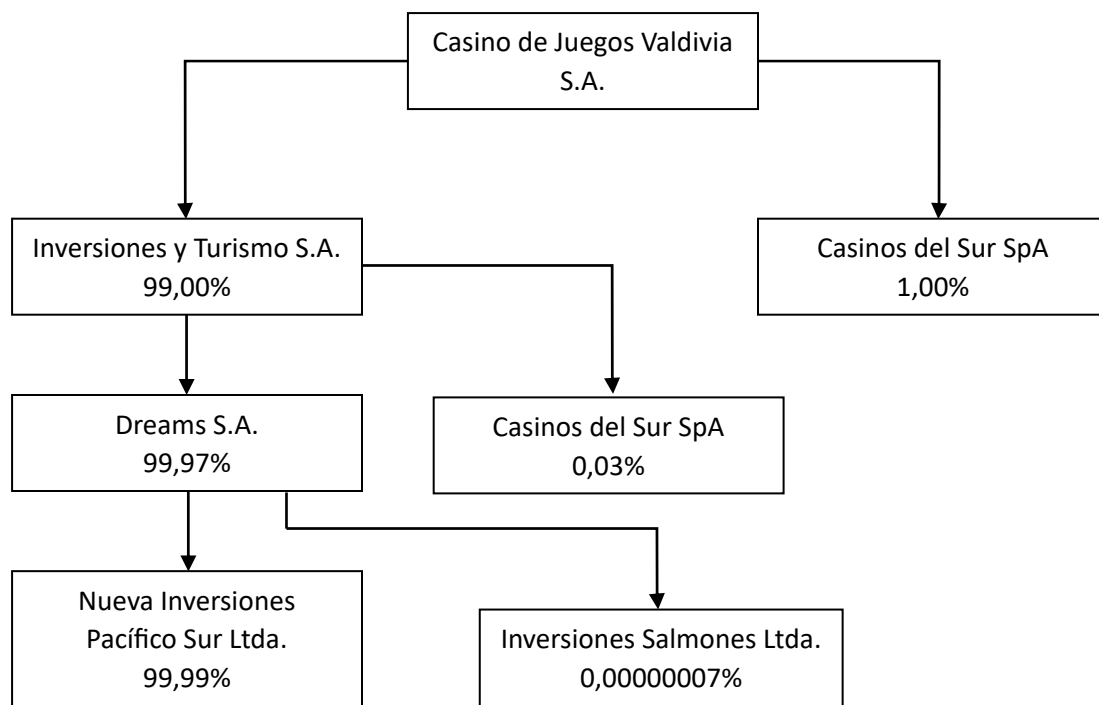 Casino de Juegos Valdivia
S.A.
Inversiones y Turismo S.A.
99,00%
Casinos del Sur SpA
1,00%
Dreams S.A.
99,97%
Casinos del Sur SpA
0,03%
Nueva Inversiones
Pacífico Sur Ltda.
99,99%
Inversiones Salmones Ltda.
0,00000007%